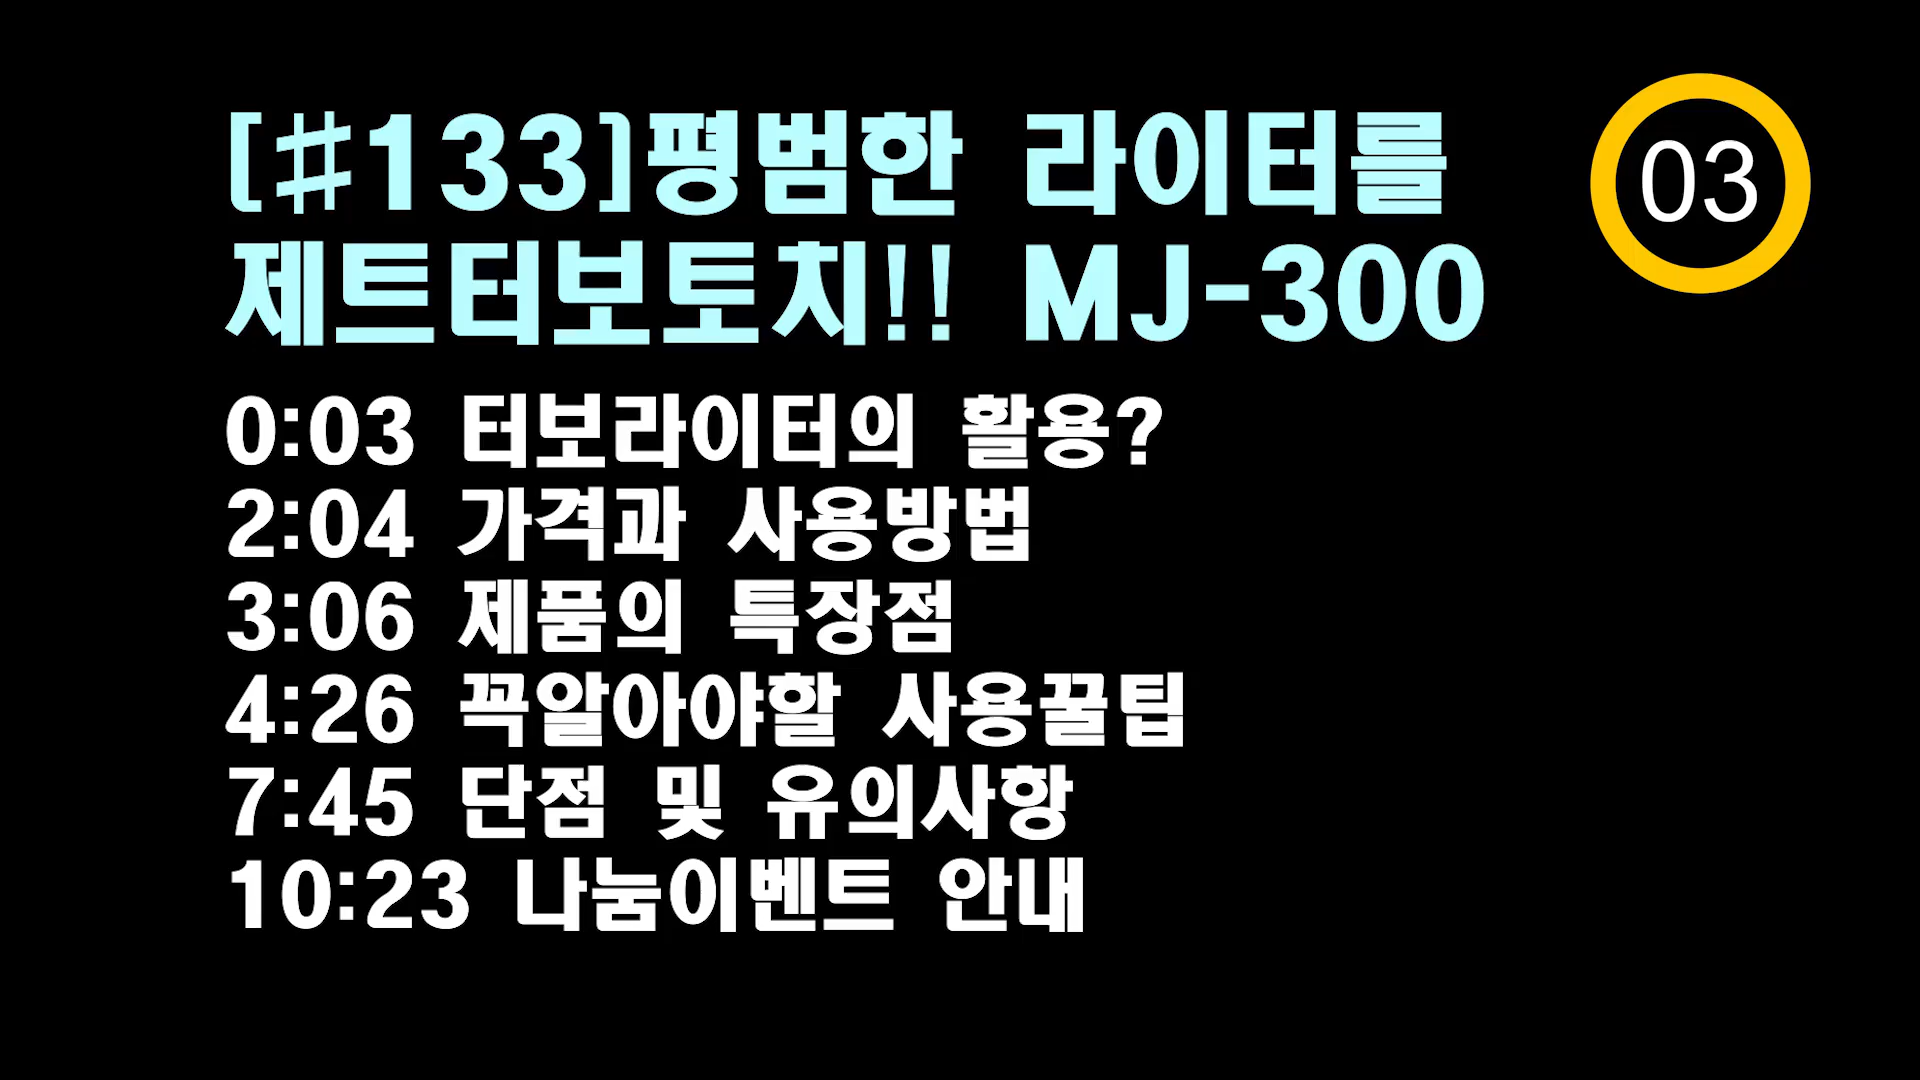 [♯133]평범한 라이터를
제트터보토치!! MJ-300
03
0:03 터보라이터의 활용?
2:04 가격과 사용방법
3:06 제품의 특장점
4:26 꼭알아야할 사용꿀팁
7:45 단점 및 유의사항
10:23 나눔이벤트 안내